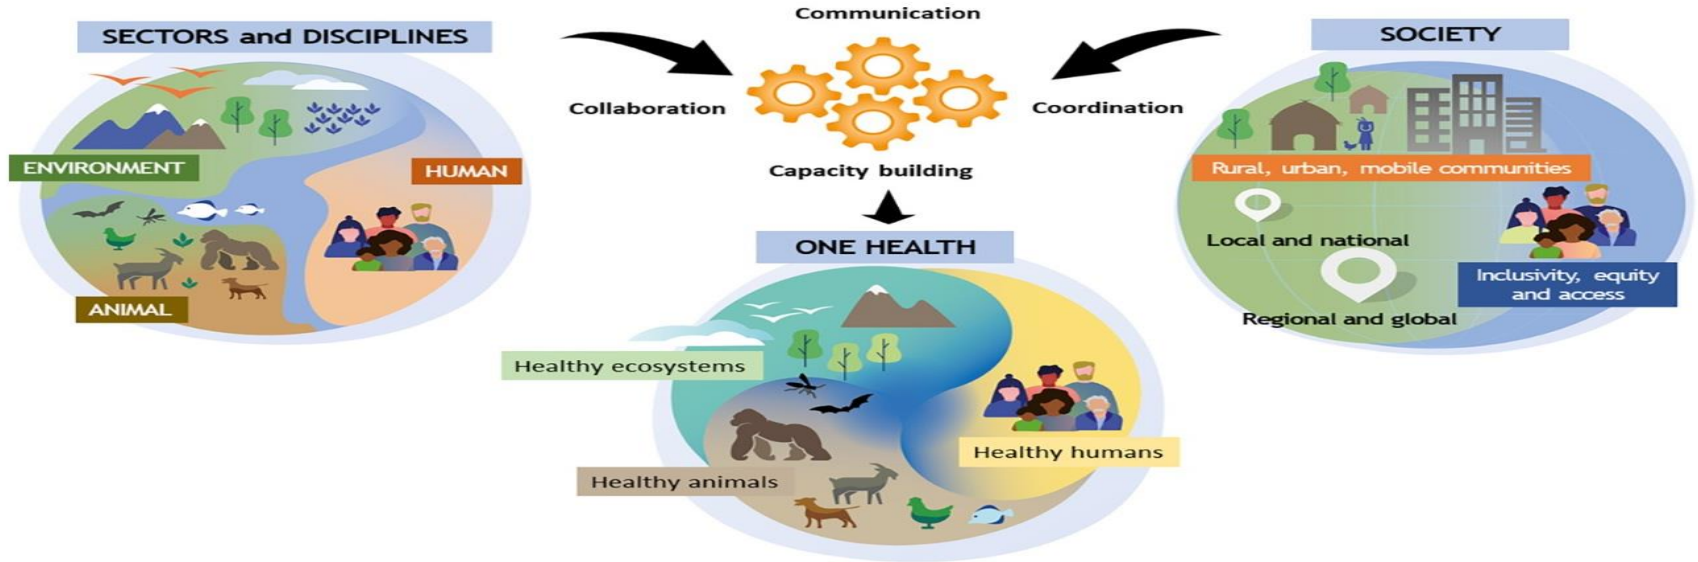 SECTORS and DISCIPLINES
ENVIRONMENT
HUMAN
ANIMAL
Communication
Collaboration
Coordination
Capacity building
SOCIETY
Rural, urban, mobile communities
Local and national
Inclusivity, equity
and access
Regional and global
ONE HEALTH
Healthy ecosystems
Healthy humans
Healthy animals